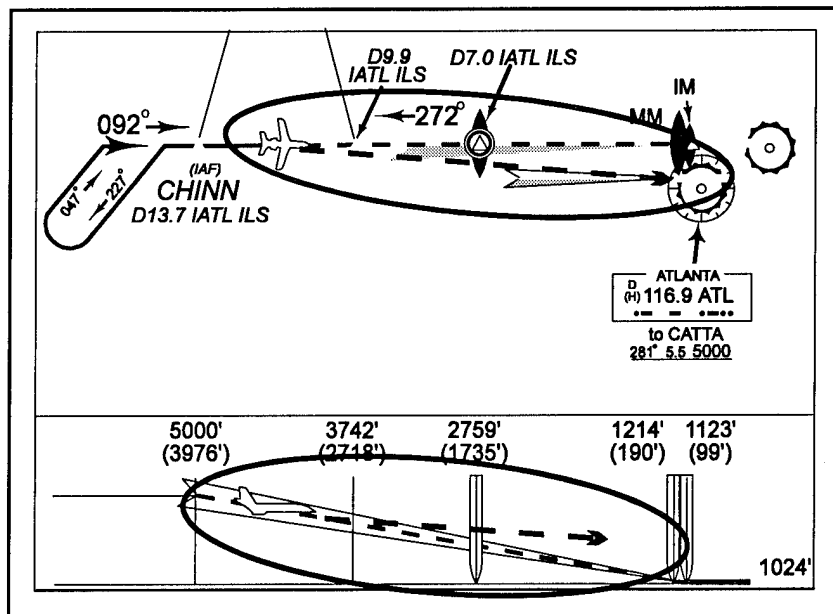 D9.9
IATL ILS
D7.0 IATL ILS
IM
MM
092°
272°
(IAF)
CHINN
D13.7 IATL ILS
047°
227°
ATLANTA
D
(H) 116.9 ATL
to CATTA
281° 5.5 5000
5000'
(3976')
3742'
(2718')
2759'
(1735')
1214'
(190')
1123'
(99')
1024'